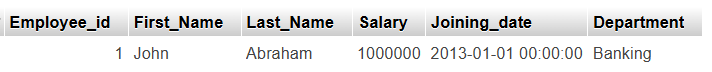 Employee_id First_Name Last_Name Salary Joining_date Department
1 John Abraham 1000000 2013-01-01 00:00:00 Banking